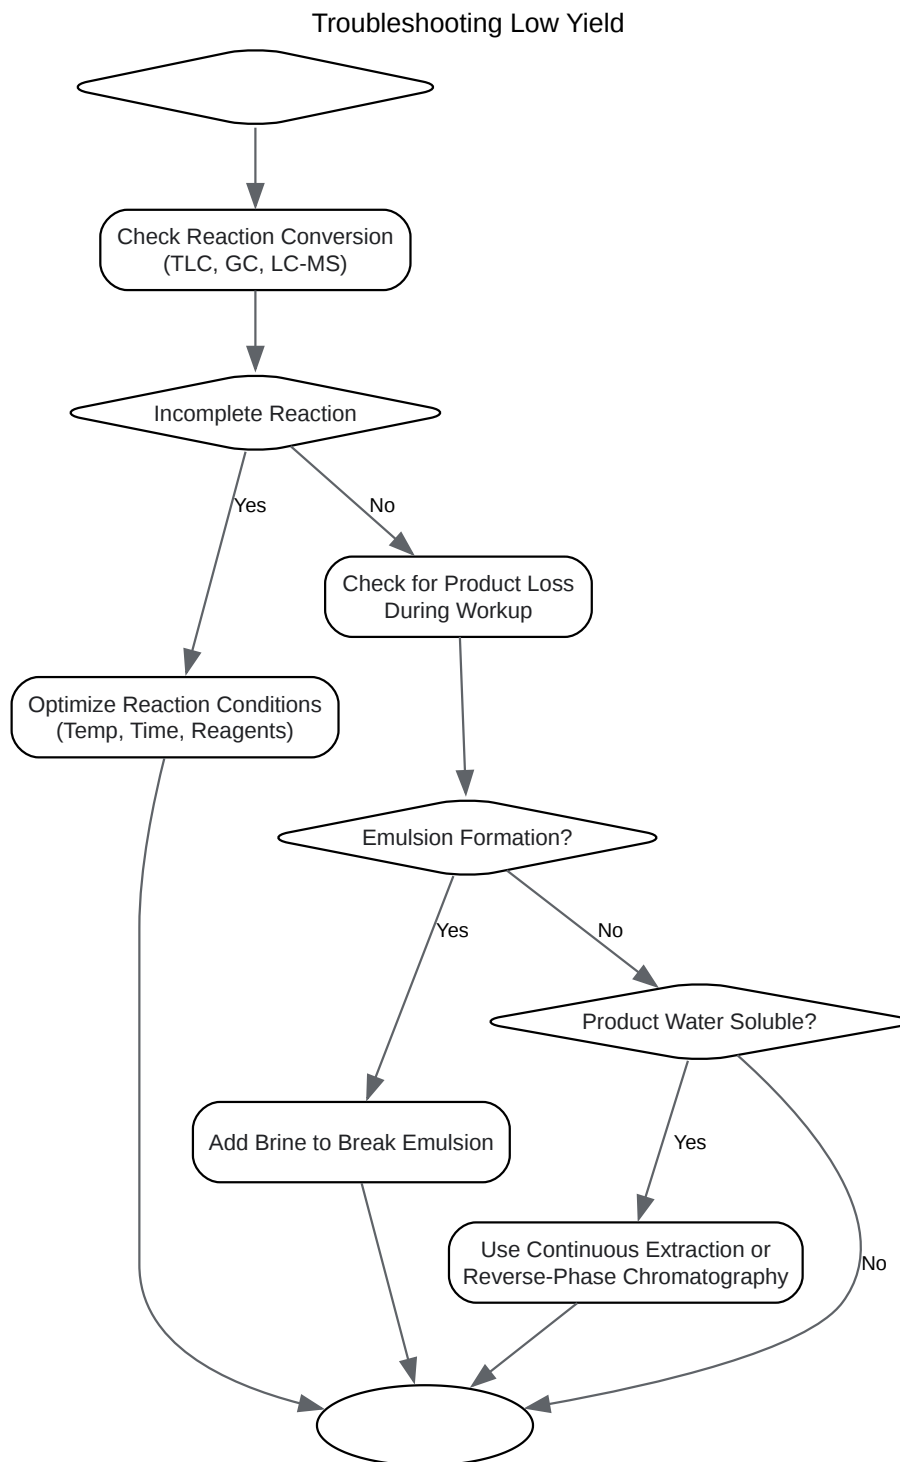 Troubleshooting Low Yield
Check Reaction Conversion
(TLC, GC, LC-MS)
Incomplete Reaction
Yes
No
Check for Product Loss
During Workup
Optimize Reaction Conditions
(Temp, Time, Reagents)
Emulsion Formation?
Yes
No
Product Water Soluble?
Add Brine to Break Emulsion
Yes
Use Continuous Extraction or
Reverse-Phase Chromatography
No